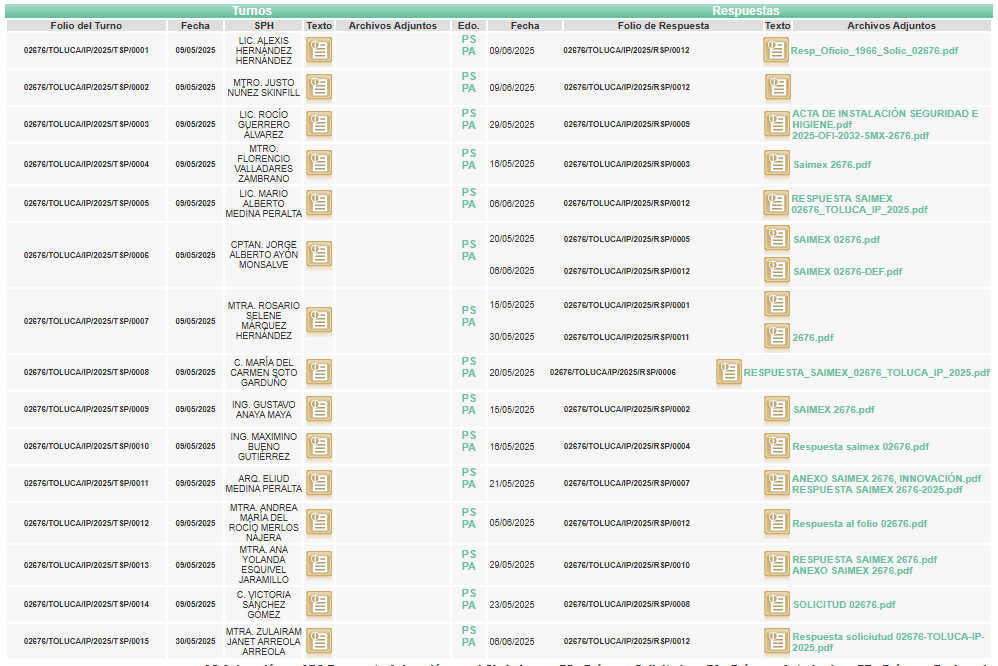 Turnos Respuestas
Folio del Turno Fecha SPH Texto Archivos Adjuntos Edo. Fecha Folio de Respuesta Texto Archivos Adjuntos
02676/TOLUCA/IP/2025/TSP/0001 09/05/2025 LIC. ALEXIS HERNÁNDEZ HERNÁNDEZ PS PA 09/06/2025 02676/TOLUCA/IP/2025/RSP/0012 Resp_Oficio_1966_Solic_02676.pdf
02676/TOLUCA/IP/2025/TSP/0002 09/05/2025 MTRO. JUSTO NÚÑEZ SKINFILL PS PA 09/06/2025 02676/TOLUCA/IP/2025/RSP/0012
02676/TOLUCA/IP/2025/TSP/0003 09/05/2025 LIC. ROCÍO GUERRERO ÁLVAREZ PS PA 29/05/2025 02676/TOLUCA/IP/2025/RSP/0009 ACTA DE INSTALACIÓN SEGURIDAD E HIGIENE.pdf 2025-OFI-2032-SMX-2676.pdf
02676/TOLUCA/IP/2025/TSP/0004 09/05/2025 MTRO. FLORENCIO VALLADARES ZAMBRANO PS PA 16/05/2025 02676/TOLUCA/IP/2025/RSP/0003 Saimex 2676.pdf
02676/TOLUCA/IP/2025/TSP/0005 09/05/2025 LIC. MARIO ALBERTO MEDINA PERALTA PS PA 06/06/2025 02676/TOLUCA/IP/2025/RSP/0012 RESPUESTA SAIMEX 02676_TOLUCA_IP_2025.pdf
02676/TOLUCA/IP/2025/TSP/0006 09/05/2025 CPTAN. JORGE ALBERTO AYÓN MONSALVE PS PA 20/05/2025 02676/TOLUCA/IP/2025/RSP/0005 SAIMEX 02676.pdf
06/06/2025 02676/TOLUCA/IP/2025/RSP/0012 SAIMEX 02676-DEF.pdf
02676/TOLUCA/IP/2025/TSP/0007 09/05/2025 MTRA. ROSARIO SELENE MÁRQUEZ HERNÁNDEZ PS PA 15/05/2025 02676/TOLUCA/IP/2025/RSP/0001
30/05/2025 02676/TOLUCA/IP/2025/RSP/0011 2676.pdf
02676/TOLUCA/IP/2025/TSP/0008 09/05/2025 C. MARÍA DEL CARMEN SOTO GARDUÑO PS PA 20/05/2025 02676/TOLUCA/IP/2025/RSP/0006 RESPUESTA_SAIMEX_02676_TOLUCA_IP_2025.pdf
02676/TOLUCA/IP/2025/TSP/0009 09/05/2025 ING. GUSTAVO ANAYA MAYA PS PA 15/05/2025 02676/TOLUCA/IP/2025/RSP/0002 SAIMEX 2676.pdf
02676/TOLUCA/IP/2025/TSP/0010 09/05/2025 ING. MAXIMINO BUENO GUTIÉRREZ PS PA 16/05/2025 02676/TOLUCA/IP/2025/RSP/0004 Respuesta saimex 02676.pdf
02676/TOLUCA/IP/2025/TSP/0011 09/05/2025 ARQ. ELIUD MEDINA PERALTA PS PA 21/05/2025 02676/TOLUCA/IP/2025/RSP/0007 ANEXO SAIMEX 2676, INNOVACIÓN.pdf RESPUESTA SAIMEX 2676-2025.pdf
02676/TOLUCA/IP/2025/TSP/0012 09/05/2025 MTRA. ANDREA MARÍA DEL ROCÍO MERLOS NÁJERA PS PA 05/06/2025 02676/TOLUCA/IP/2025/RSP/0012 Respuesta al folio 02676.pdf
02676/TOLUCA/IP/2025/TSP/0013 09/05/2025 MTRA. ANA YOLANDA ESQUIVEL JARAMILLO PS PA 29/05/2025 02676/TOLUCA/IP/2025/RSP/0010 RESPUESTA SAIMEX 2676.pdf ANEXO SAIMEX 2676.pdf
02676/TOLUCA/IP/2025/TSP/0014 09/05/2025 C. VICTORIA SÁNCHEZ GÓMEZ PS PA 23/05/2025 02676/TOLUCA/IP/2025/RSP/0008 SOLICITUD 02676.pdf
02676/TOLUCA/IP/2025/TSP/0015 30/05/2025 MTRA. ZULAIRAM JANET ARREOLA ARREOLA PS PA 06/06/2025 02676/TOLUCA/IP/2025/RSP/0012 Respuesta soliciutud 02676-TOLUCA-IP-2025.pdf